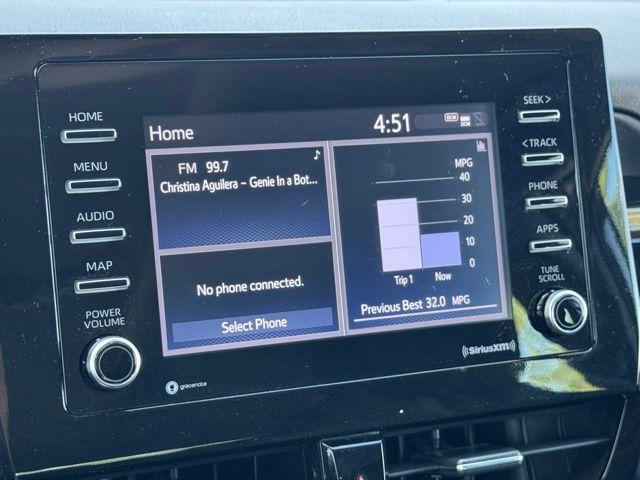 HOME
MENU
AUDIO
MAP
POWER
VOLUME
Home
4:51
DCM
DCM
FM 99.7
Christina Aguilera – Genie In a Bot...
No phone connected.
Select Phone
MPG
40
30
20
10
0
Trip 1
Now
Previous Best 32.0 MPG
SEEK >
< TRACK
PHONE
APPS
TUNE
SCROLL
gracenote
((SiriusXM))